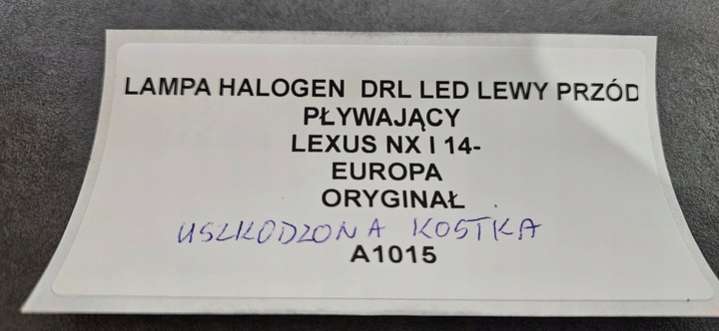 LAMPA HALOGEN DRL LED LEWY PRZÓD
PŁYWAJĄCY
LEXUS NX I 14-
EUROPA
ORYGINAŁ
USZKODZONA KOSTKA
A1015